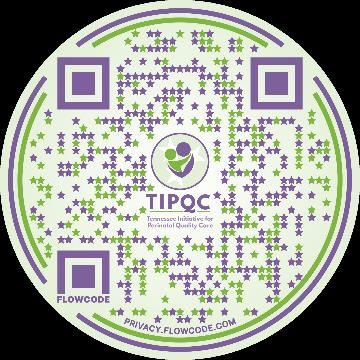 TIPQC
Tennessee Initiative for
Perinatal Quality Care
FLOWCODE
PRIVACY.FLOWCODE.COM